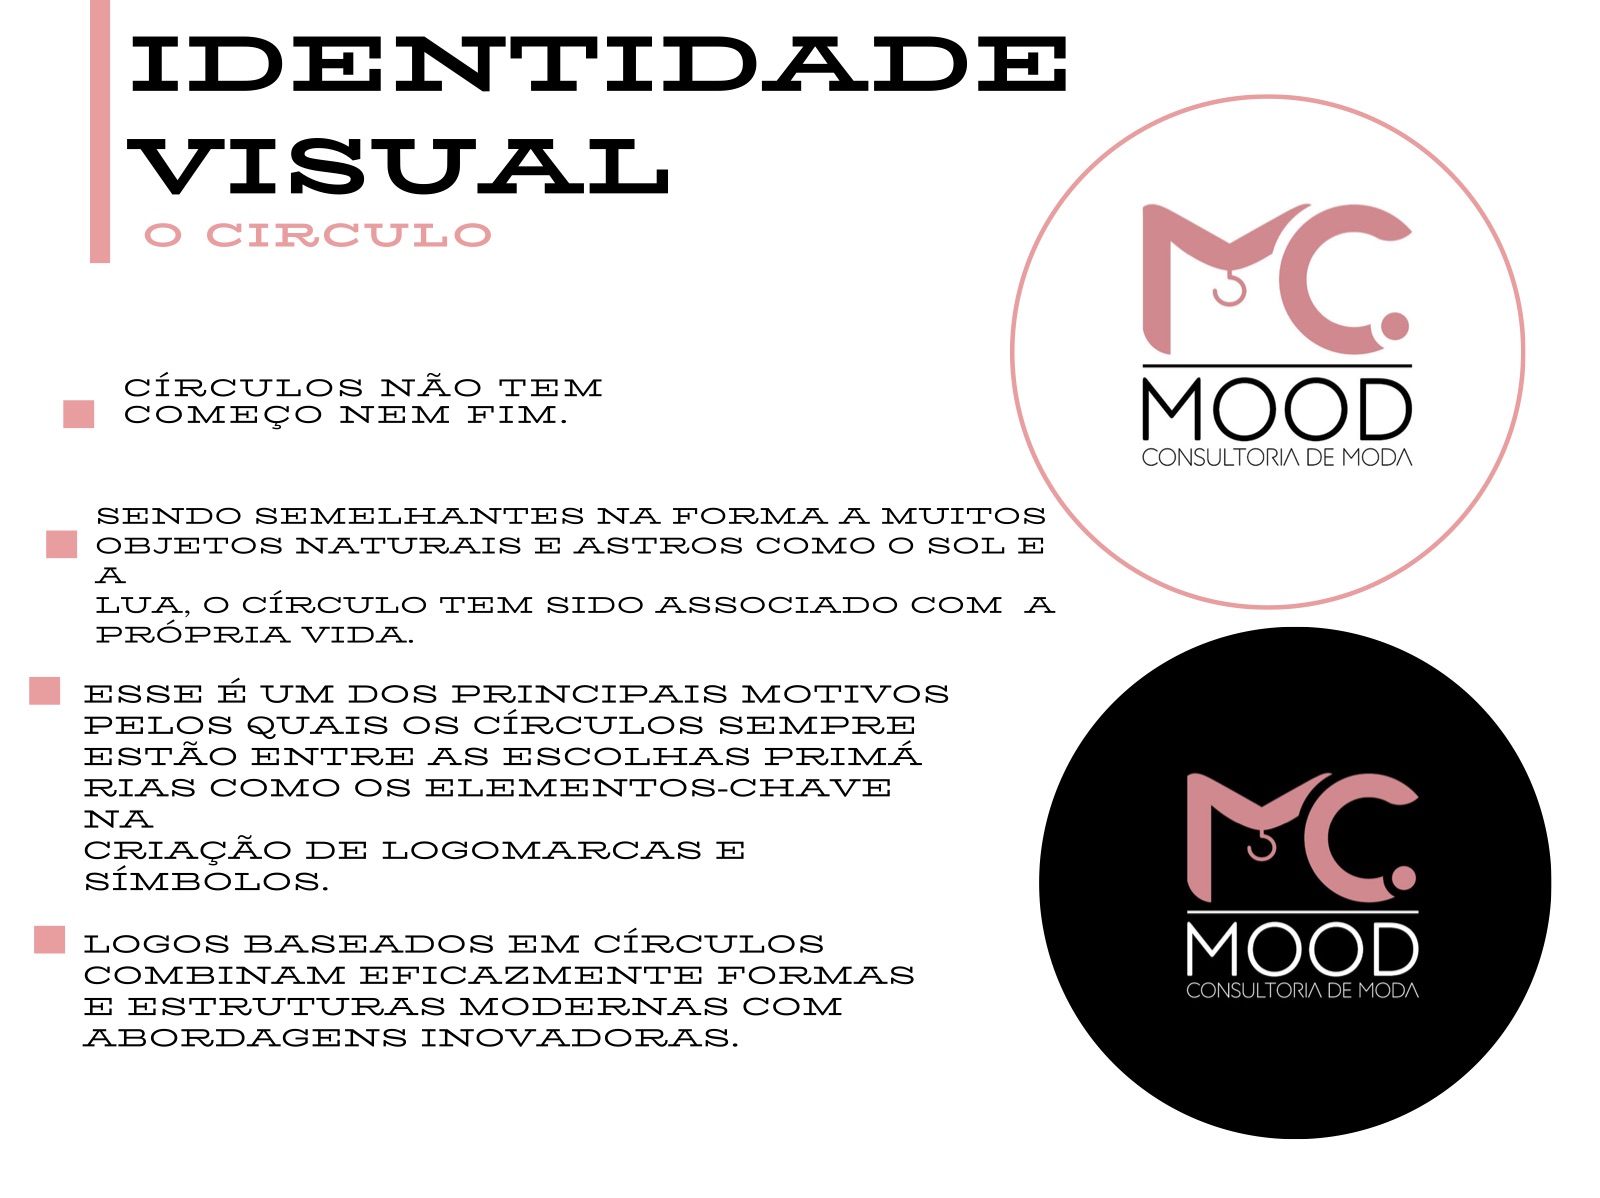 IDENTIDADE
VISUAL
O CIRCULO
CÍRCULOS NÃO TEM
COMEÇO NEM FIM.
SENDO SEMELHANTES NA FORMA A MUITOS
OBJETOS NATURAIS E ASTROS COMO O SOL E
A
LUA, O CÍRCULO TEM SIDO ASSOCIADO COM A
PRÓPRIA VIDA.
ESSE É UM DOS PRINCIPAIS MOTIVOS
PELOS QUAIS OS CÍRCULOS SEMPRE
ESTÃO ENTRE AS ESCOLHAS PRIMÁ
RIAS COMO OS ELEMENTOS-CHAVE
NA
CRIAÇÃO DE LOGOMARCAS E
SÍMBOLOS.
LOGOS BASEADOS EM CÍRCULOS
COMBINAM EFICAZMENTE FORMAS
E ESTRUTURAS MODERNAS COM
ABORDAGENS INOVADORAS.
MC.
MOOD
CONSULTORIA DE MODA
MC.
MOOD
CONSULTORIA DE MODA